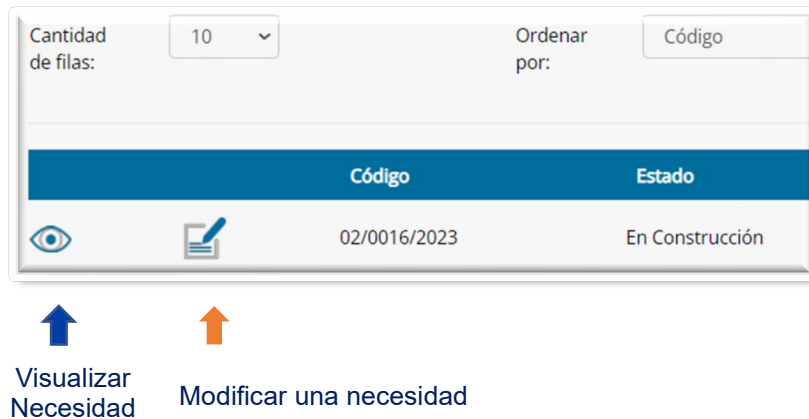 Cantidad de filas:
10
Ordenar por:
Código
Código
Estado
02/0016/2023
En Construcción
Visualizar
Necesidad
Modificar una necesidad